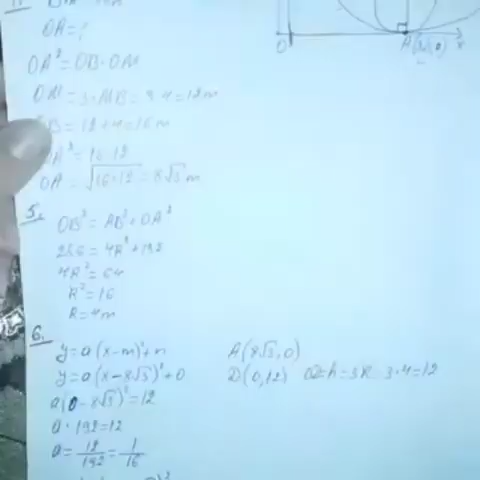 OA = ?
OA² = OB · OM
OM = 3 · MB = 3 · 4 = 12 m
B = 12 + 4 = 16 m
A² = 16 · 12
OA = √16·12 = 8√3 m
O
A (8√3, 0)
x
5.
OB² = AB² + OA²
256 = 4R² + 192
4R² = 64
R² = 16
R = 4 m
6.
y = a(x - m)² + n
A(8√3, 0)
y = a(x - 8√3)² + 0
D(0, 12) OD = h = 3R = 3 · 4 = 12
a(0 - 8√3)² = 12
a · 192 = 12
a = 12/192 = 1/16